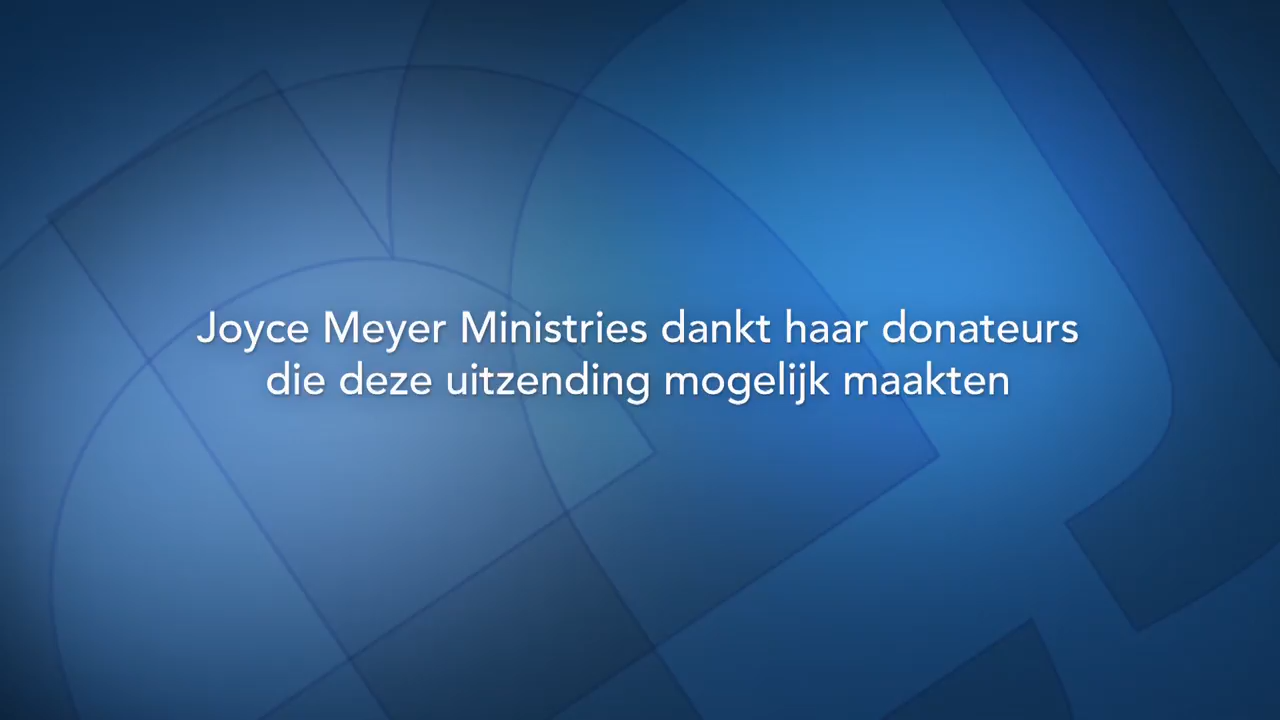 Joyce Meyer Ministries dankt haar donateurs
die deze uitzending mogelijk maakten